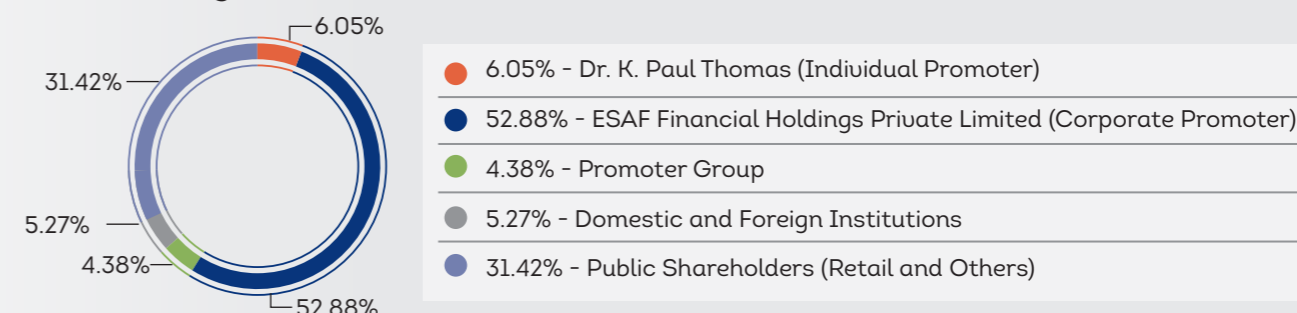 6.05%
31.42%
5.27%
4.38%
52.88%
6.05% - Dr. K. Paul Thomas (Individual Promoter)
52.88% - ESAF Financial Holdings Private Limited (Corporate Promoter)
4.38% - Promoter Group
5.27% - Domestic and Foreign Institutions
31.42% - Public Shareholders (Retail and Others)